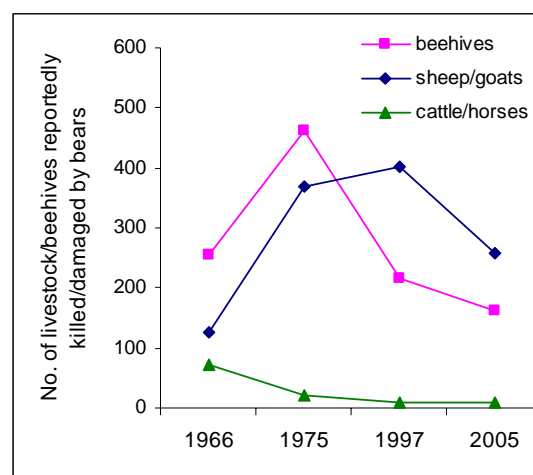 No. of livestock/beehives reportedly
killed/damaged by bears
600
500
400
300
200
100
0
beehives
sheep/goats
cattle/horses
1966 1975 1997 2005